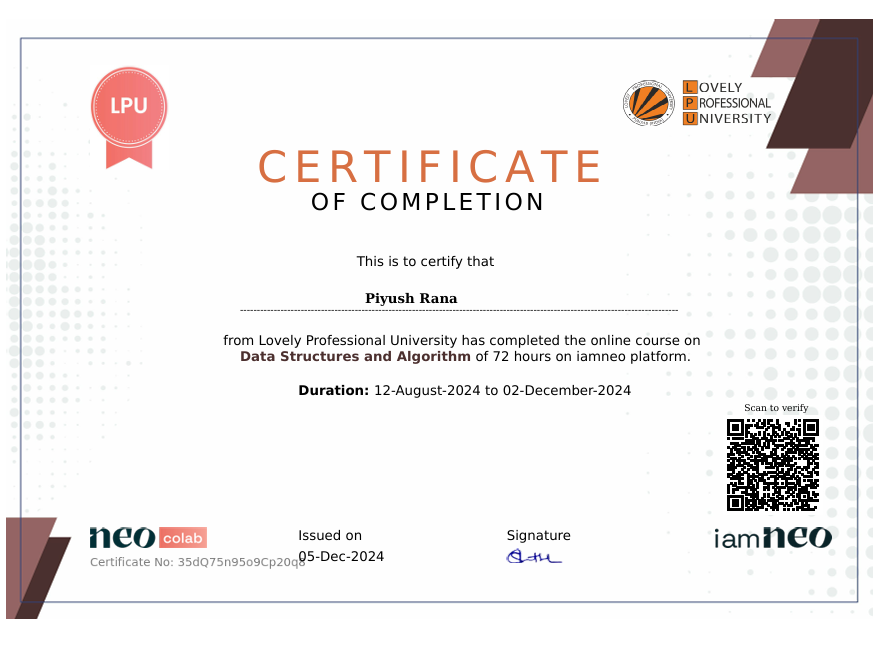 LPU
LOVELY
PROFESSIONAL
UNIVERSITY
CERTIFICATE
OF COMPLETION
This is to certify that
Piyush Rana
from Lovely Professional University has completed the online course on
Data Structures and Algorithm of 72 hours on iamneo platform.
Duration: 12-August-2024 to 02-December-2024
Scan to verify
neo colab
Certificate No: 35dQ75n95o9Cp20q8
Issued on
05-Dec-2024
Signature
iamneo